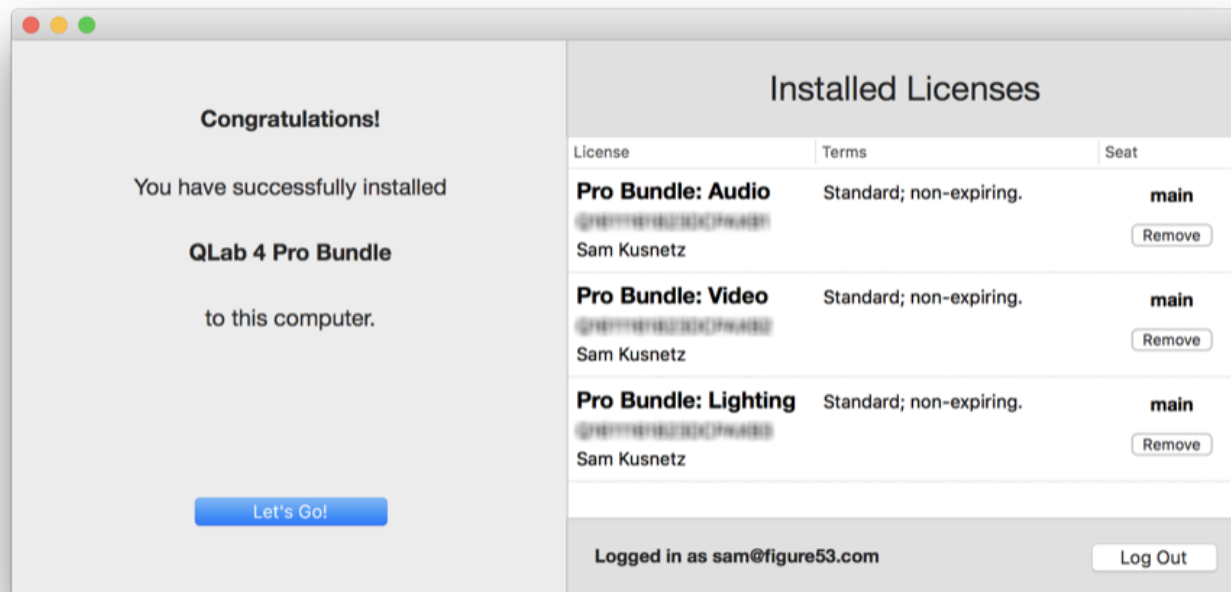 Congratulations!
You have successfully installed
QLab 4 Pro Bundle
to this computer.
Let's Go!
Installed Licenses
License Terms Seat
Pro Bundle: Audio Standard; non-expiring. main
Remove
Sam Kusnetz
Pro Bundle: Video Standard; non-expiring. main
Remove
Sam Kusnetz
Pro Bundle: Lighting Standard; non-expiring. main
Remove
Sam Kusnetz
Logged in as sam@figure53.com Log Out